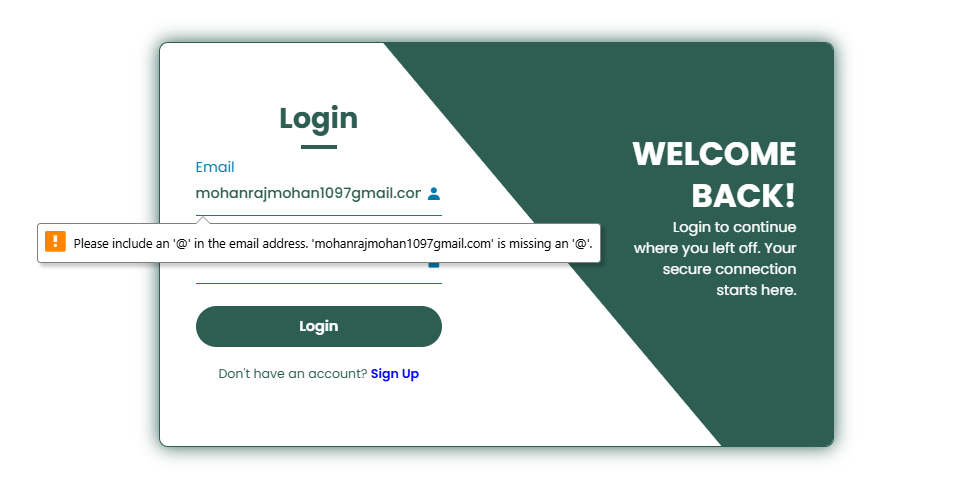 Login
Email
mohanrajmohan1097gmail.cor
Please include an '@' in the email address. 'mohanrajmohan1097gmail.com' is missing an '@'.
Login
Don't have an account? Sign Up
WELCOME
BACK!
Login to continue
where you left off. Your
secure connection
starts here.